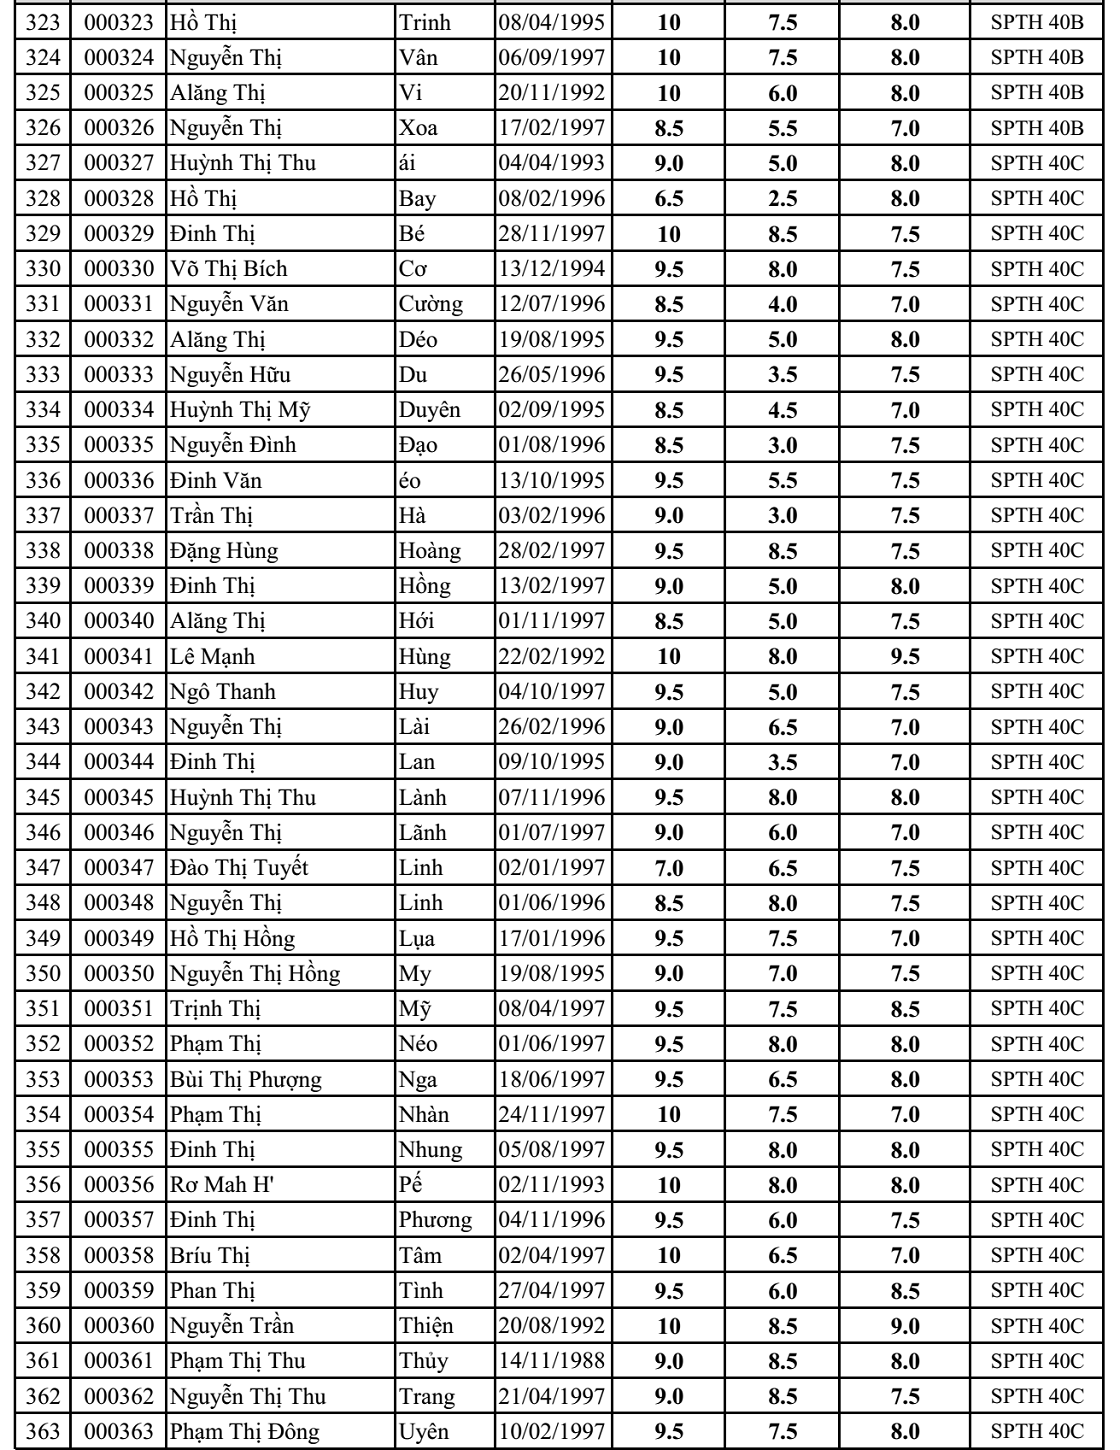 323 000323 Hồ Thị Trinh 08/04/1995 10 7.5 8.0 SPTH 40B
324 000324 Nguyễn Thị Vân 06/09/1997 10 7.5 8.0 SPTH 40B
325 000325 Alăng Thị Vi 20/11/1992 10 6.0 8.0 SPTH 40B
326 000326 Nguyễn Thị Xoa 17/02/1997 8.5 5.5 7.0 SPTH 40B
327 000327 Huỳnh Thị Thu ái 04/04/1993 9.0 5.0 8.0 SPTH 40C
328 000328 Hồ Thị Bay 08/02/1996 6.5 2.5 8.0 SPTH 40C
329 000329 Đinh Thị Bé 28/11/1997 10 8.5 7.5 SPTH 40C
330 000330 Võ Thị Bích Cơ 13/12/1994 9.5 8.0 7.5 SPTH 40C
331 000331 Nguyễn Văn Cường 12/07/1996 8.5 4.0 7.0 SPTH 40C
332 000332 Alăng Thị Déo 19/08/1995 9.5 5.0 8.0 SPTH 40C
333 000333 Nguyễn Hữu Du 26/05/1996 9.5 3.5 7.5 SPTH 40C
334 000334 Huỳnh Thị Mỹ Duyên 02/09/1995 8.5 4.5 7.0 SPTH 40C
335 000335 Nguyễn Đình Đạo 01/08/1996 8.5 3.0 7.5 SPTH 40C
336 000336 Đinh Văn éo 13/10/1995 9.5 5.5 7.5 SPTH 40C
337 000337 Trần Thị Hà 03/02/1996 9.0 3.0 7.5 SPTH 40C
338 000338 Đặng Hùng Hoàng 28/02/1997 9.5 8.5 7.5 SPTH 40C
339 000339 Đinh Thị Hồng 13/02/1997 9.0 5.0 8.0 SPTH 40C
340 000340 Alăng Thị Hới 01/11/1997 8.5 5.0 7.5 SPTH 40C
341 000341 Lê Mạnh Hùng 22/02/1992 10 8.0 9.5 SPTH 40C
342 000342 Ngô Thanh Huy 04/10/1997 9.5 5.0 7.5 SPTH 40C
343 000343 Nguyễn Thị Lài 26/02/1996 9.0 6.5 7.0 SPTH 40C
344 000344 Đinh Thị Lan 09/10/1995 9.0 3.5 7.0 SPTH 40C
345 000345 Huỳnh Thị Thu Lành 07/11/1996 9.5 8.0 8.0 SPTH 40C
346 000346 Nguyễn Thị Lãnh 01/07/1997 9.0 6.0 7.0 SPTH 40C
347 000347 Đào Thị Tuyết Linh 02/01/1997 7.0 6.5 7.5 SPTH 40C
348 000348 Nguyễn Thị Linh 01/06/1996 8.5 8.0 7.5 SPTH 40C
349 000349 Hồ Thị Hồng Lụa 17/01/1996 9.5 7.5 7.0 SPTH 40C
350 000350 Nguyễn Thị Hồng My 19/08/1995 9.0 7.0 7.5 SPTH 40C
351 000351 Trịnh Thị Mỹ 08/04/1997 9.5 7.5 8.5 SPTH 40C
352 000352 Phạm Thị Néo 01/06/1997 9.5 8.0 8.0 SPTH 40C
353 000353 Bùi Thị Phượng Nga 18/06/1997 9.5 6.5 8.0 SPTH 40C
354 000354 Phạm Thị Nhàn 24/11/1997 10 7.5 7.0 SPTH 40C
355 000355 Đinh Thị Nhung 05/08/1997 9.5 8.0 8.0 SPTH 40C
356 000356 Rơ Mah H' Pế 02/11/1993 10 8.0 8.0 SPTH 40C
357 000357 Đinh Thị Phương 04/11/1996 9.5 6.0 7.5 SPTH 40C
358 000358 Bríu Thị Tâm 02/04/1997 10 6.5 7.0 SPTH 40C
359 000359 Phan Thị Tình 27/04/1997 9.5 6.0 8.5 SPTH 40C
360 000360 Nguyễn Trần Thiện 20/08/1992 10 8.5 9.0 SPTH 40C
361 000361 Phạm Thị Thu Thủy 14/11/1988 9.0 8.5 8.0 SPTH 40C
362 000362 Nguyễn Thị Thu Trang 21/04/1997 9.0 8.5 7.5 SPTH 40C
363 000363 Phạm Thị Đông Uyên 10/02/1997 9.5 7.5 8.0 SPTH 40C